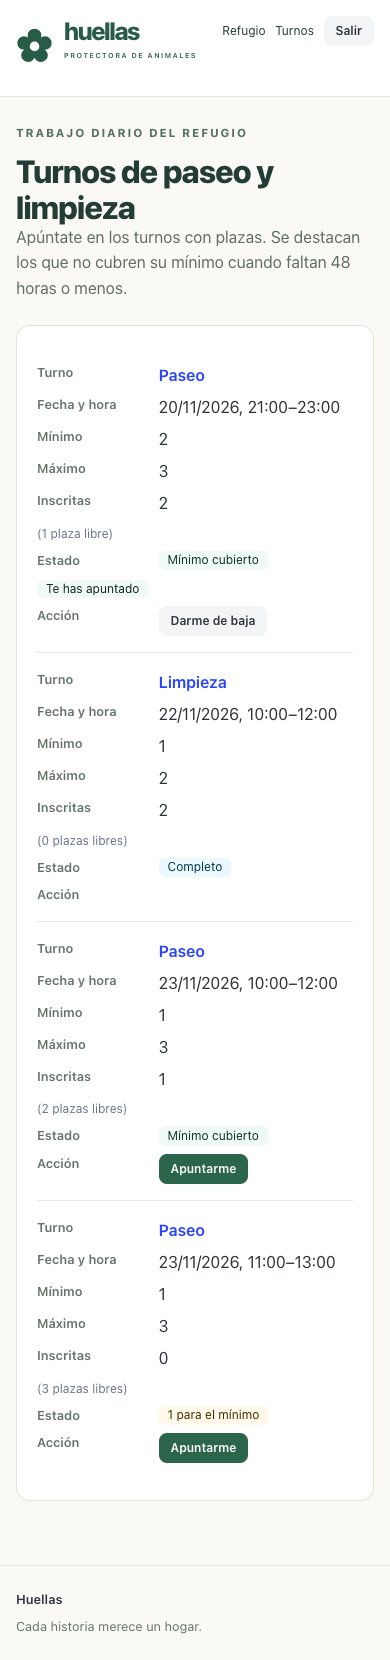 huellas
PROTECTORA DE ANIMALES
Refugio Turnos Salir
TRABAJO DIARIO DEL REFUGIO
Turnos de paseo y
limpieza
Apúntate en los turnos con plazas. Se destacan
los que no cubren su mínimo cuando faltan 48
horas o menos.
Turno Paseo
Fecha y hora 20/11/2026, 21:00–23:00
Mínimo 2
Máximo 3
Inscritas 2
(1 plaza libre)
Estado Mínimo cubierto
Te has apuntado
Acción Darme de baja
Turno Limpieza
Fecha y hora 22/11/2026, 10:00–12:00
Mínimo 1
Máximo 2
Inscritas 2
(0 plazas libres)
Estado Completo
Acción
Turno Paseo
Fecha y hora 23/11/2026, 10:00–12:00
Mínimo 1
Máximo 3
Inscritas 1
(2 plazas libres)
Estado Mínimo cubierto
Acción Apuntarme
Turno Paseo
Fecha y hora 23/11/2026, 11:00–13:00
Mínimo 1
Máximo 3
Inscritas 0
(3 plazas libres)
Estado 1 para el mínimo
Acción Apuntarme
Huellas
Cada historia merece un hogar.